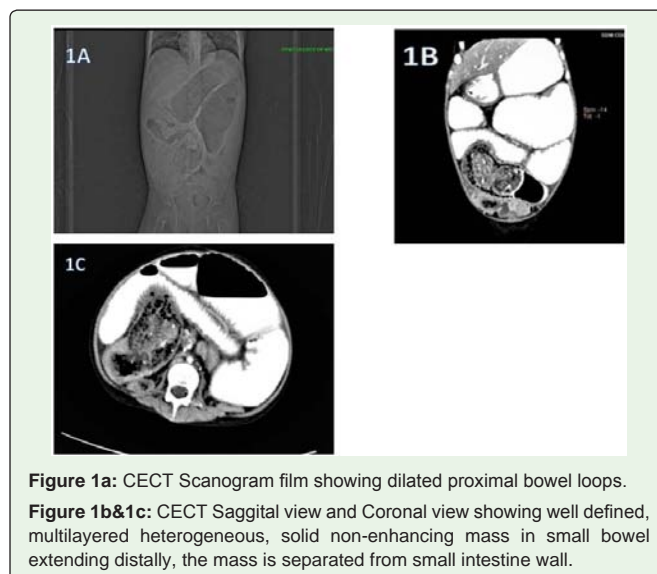 1A
1B
1C
Figure 1a: CECT Scanogram film showing dilated proximal bowel loops.
Figure 1b&1c: CECT Saggital view and Coronal view showing well defined,
multilayered heterogeneous, solid non-enhancing mass in small bowel
extending distally, the mass is separated from small intestine wall.